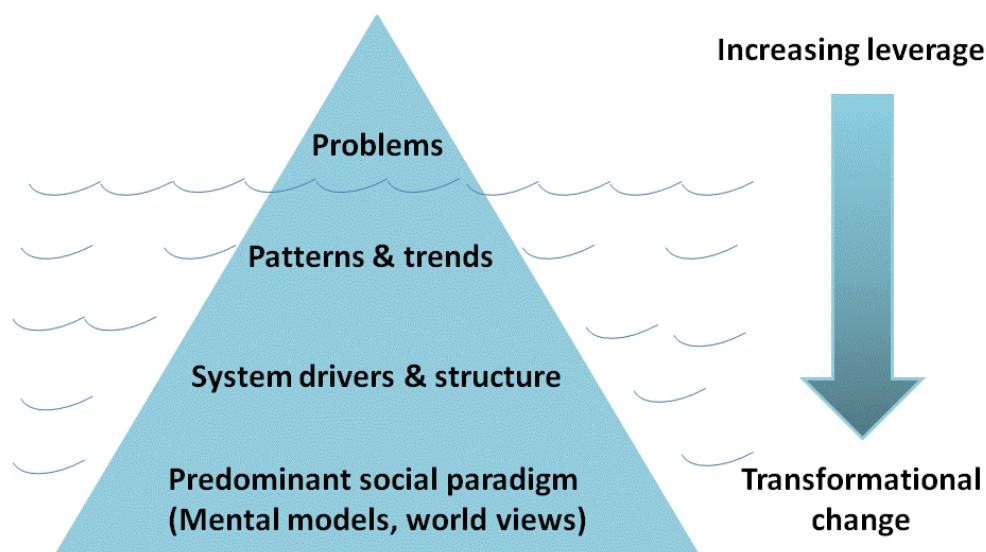 Increasing leverage
Problems
Patterns & trends
System drivers & structure
Predominant social paradigm
(Mental models, world views)
Transformational
change